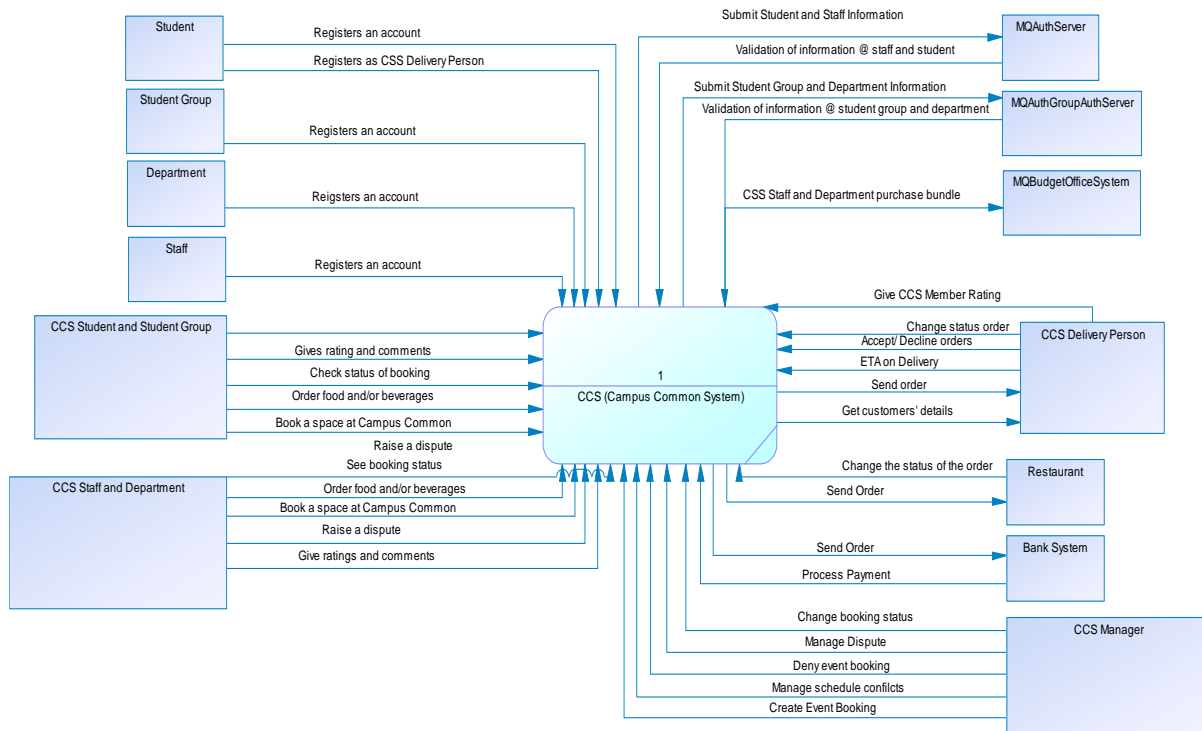 Student
Registers an account
Registers as CSS Delivery Person
Student Group
Registers an account
Department
Reigsters an account
Staff
Registers an account
CCS Student and Student Group
Gives rating and comments
Check status of booking
Order food and/or beverages
Book a space at Campus Common
Raise a dispute
See booking status
CCS Staff and Department
Order food and/or beverages
Book a space at Campus Common
Raise a dispute
Give ratings and comments
1
CCS (Campus Common System)
Submit Student and Staff Information
MQAuthServer
Validation of information @ staff and student
Submit Student Group and Department Information
MQAuthGroupAuthServer
Validation of information @ student group and department
MQBudgetOfficeSystem
CSS Staff and Department purchase bundle
Give CCS Member Rating
Change status order
CCS Delivery Person
Accept/ Decline orders
ETA on Delivery
Send order
Get customers' details
Change the status of the order
Restaurant
Send Order
Send Order
Bank System
Process Payment
Change booking status
CCS Manager
Manage Dispute
Deny event booking
Manage schedule confilcts
Create Event Booking